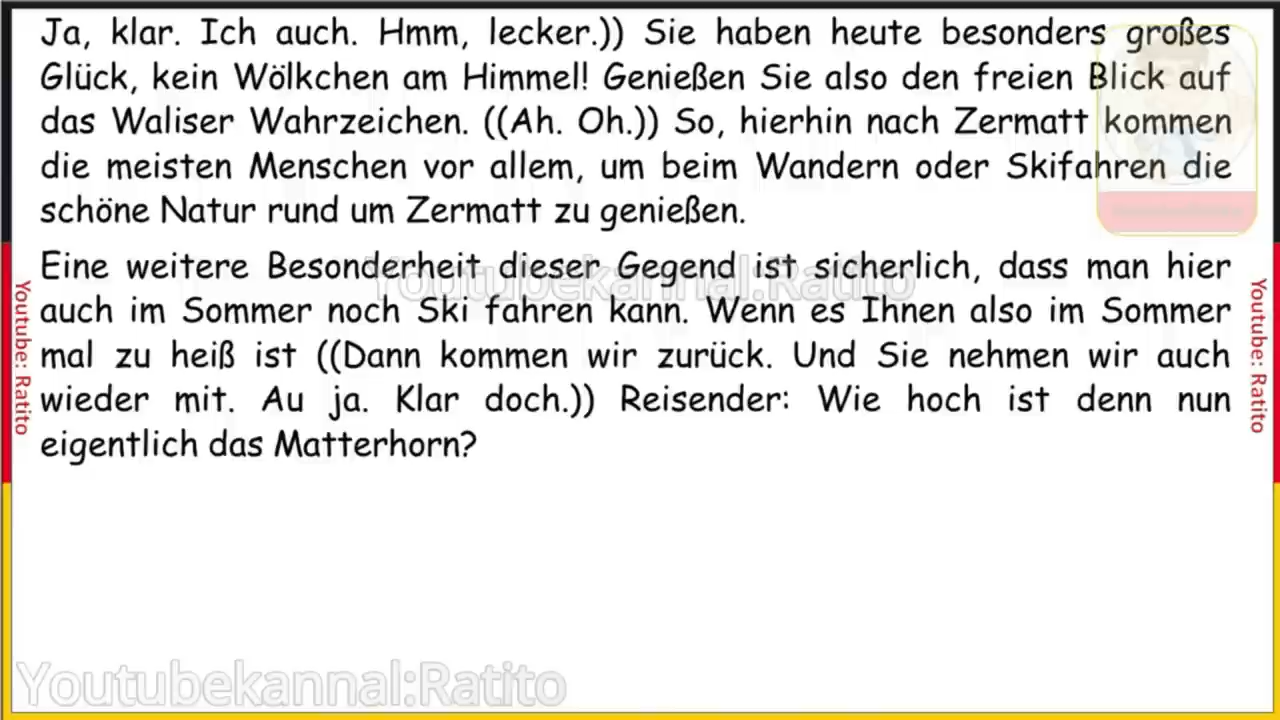 Ja, klar. Ich auch. Hmm, lecker.)) Sie haben heute besonders großes
Glück, kein Wölkchen am Himmel! Genießen Sie also den freien Blick auf
das Waliser Wahrzeichen. ((Ah. Oh.)) So, hierhin nach Zermatt kommen
die meisten Menschen vor allem, um beim Wandern oder Skifahren die
schöne Natur rund um Zermatt zu genießen.
Eine weitere Besonderheit dieser Gegend ist sicherlich, dass man hier
auch im Sommer noch Ski fahren kann. Wenn es Ihnen also im Sommer
mal zu heiß ist ((Dann kommen wir zurück. Und Sie nehmen wir auch
wieder mit. Au ja. Klar doch.)) Reisender: Wie hoch ist denn nun
eigentlich das Matterhorn?
Youtubekannal:Ratito
Youtube: Ratito
Youtube: Ratito
Youtubekannal:Ratito